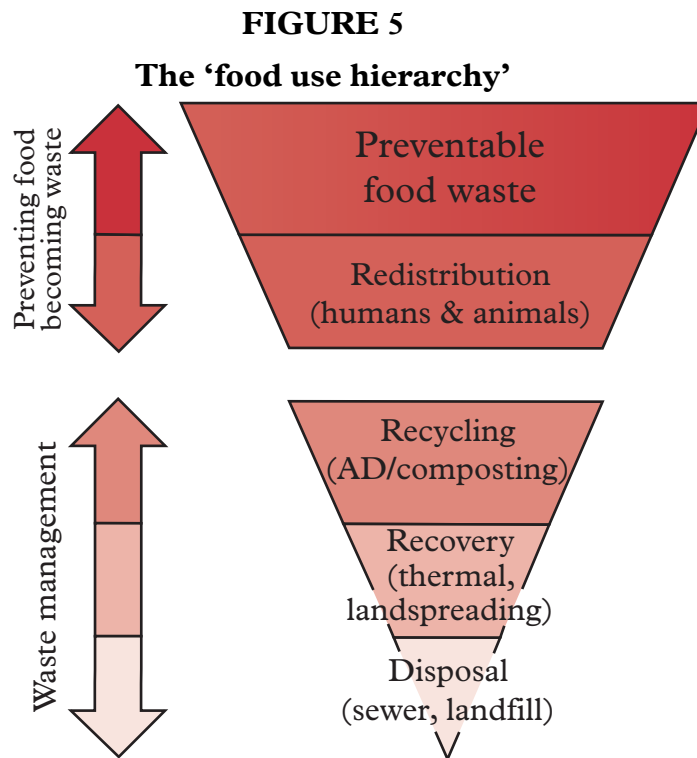 FIGURE 5
The ‘food use hierarchy’
Preventing food
becoming waste
Preventable
food waste
Redistribution
(humans & animals)
Waste management
Recycling
(AD/composting)
Recovery
(thermal,
landspreading)
Disposal
(sewer, landfill)